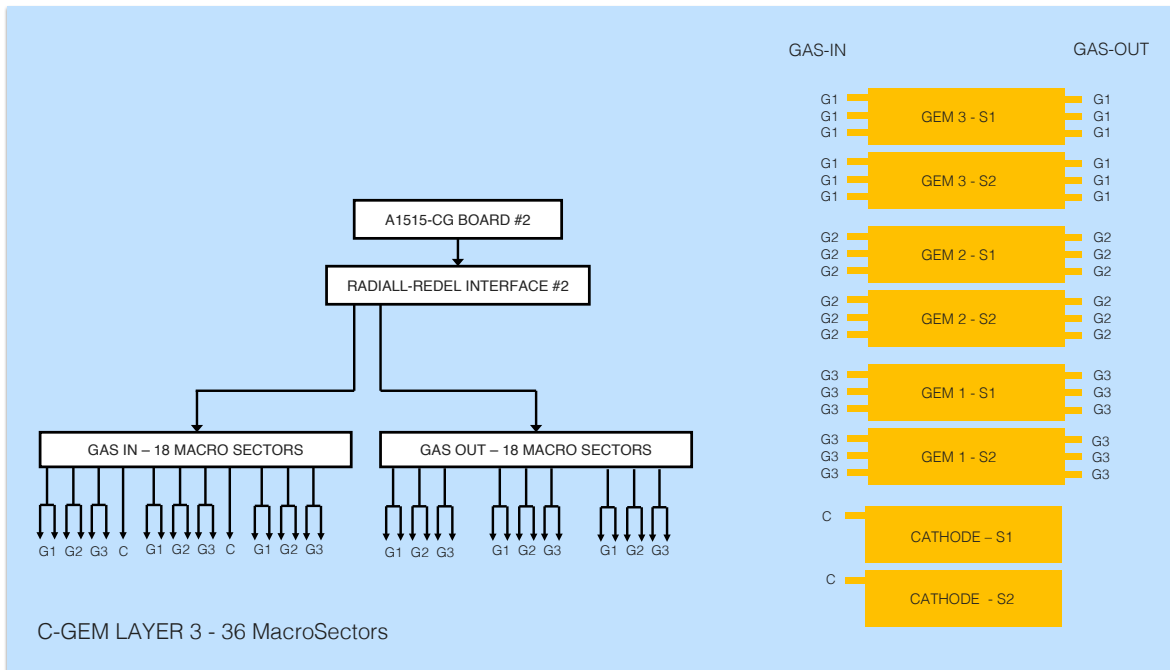 GAS-IN
GAS-OUT
G1
G1
G1
GEM 3 - S1
G1
G1
G1
G1
G1
G1
GEM 3 - S2
G1
G1
G1
G2
G2
G2
GEM 2 - S1
G2
G2
G2
G2
G2
G2
GEM 2 - S2
G2
G2
G2
G3
G3
G3
GEM 1 - S1
G3
G3
G3
G3
G3
G3
GEM 1 - S2
G3
G3
G3
C
CATHODE – S1
C
CATHODE - S2
A1515-CG BOARD #2
RADIALL-REDEL INTERFACE #2
GAS IN – 18 MACRO SECTORS
GAS OUT – 18 MACRO SECTORS
G1 G2 G3 C G1 G2 G3 C G1 G2 G3
G1 G2 G3 G1 G2 G3 G1 G2 G3
C-GEM LAYER 3 - 36 MacroSectors